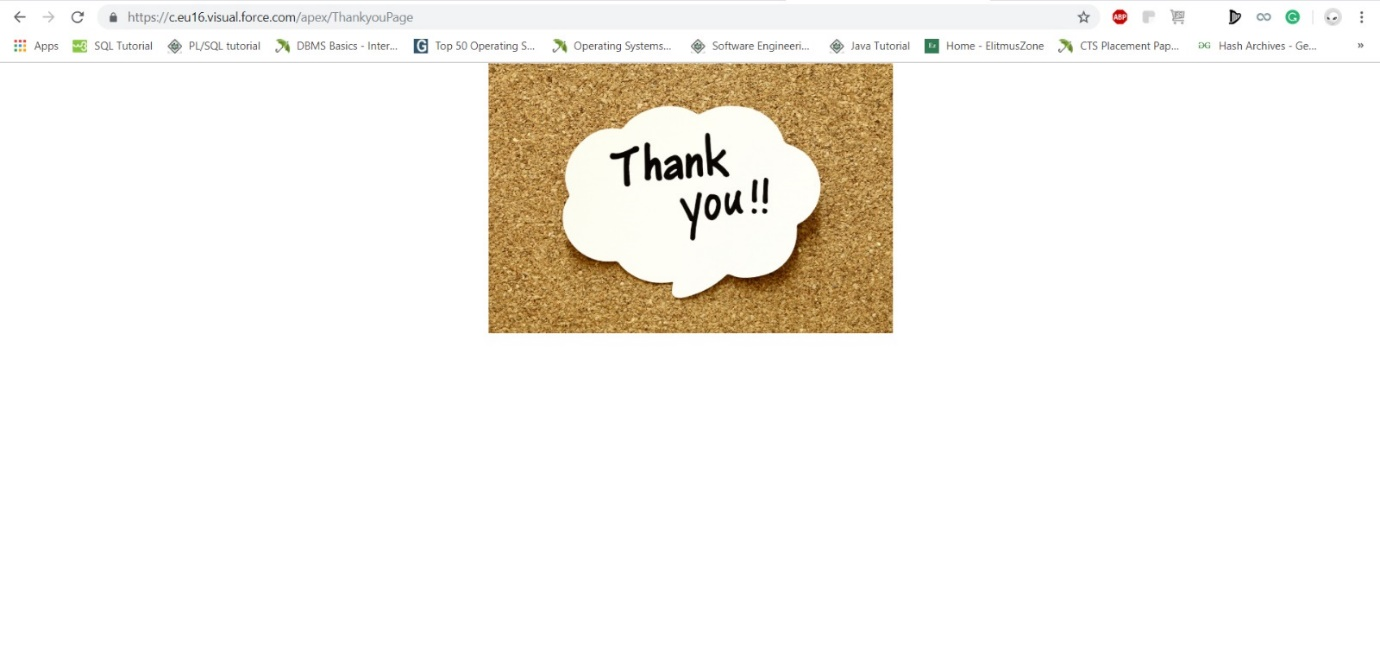 https://c.eu16.visual.force.com/apex/ThankyouPage
ABP
Apps
SQL Tutorial
PL/SQL tutorial
DBMS Basics - Inter...
Top 50 Operating S...
Operating Systems...
Software Engineeri...
Java Tutorial
Home - ElitmusZone
CTS Placement Pap...
Hash Archives - Ge...
»
Thank
you!!